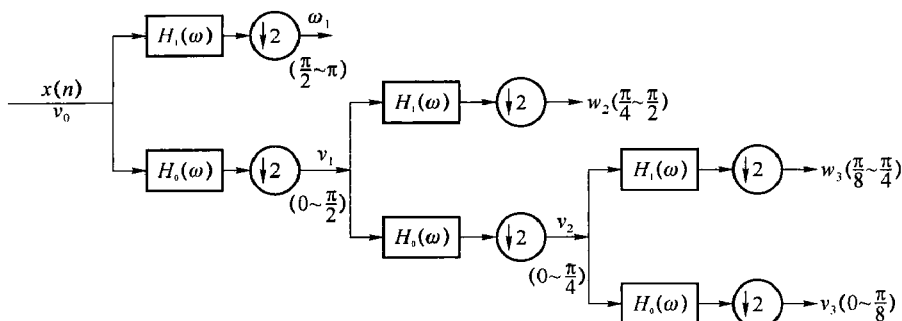 H₁(ω) ↓2 ω₁
(π/2~π)
x(n)
v₀
H₁(ω) ↓2 w₂(π/4~π/2)
H₀(ω) ↓2 v₁
(0~π/2)
H₁(ω) ↓2 w₃(π/8~π/4)
H₀(ω) ↓2 v₂
(0~π/4)
H₀(ω) ↓2 v₃(0~π/8)